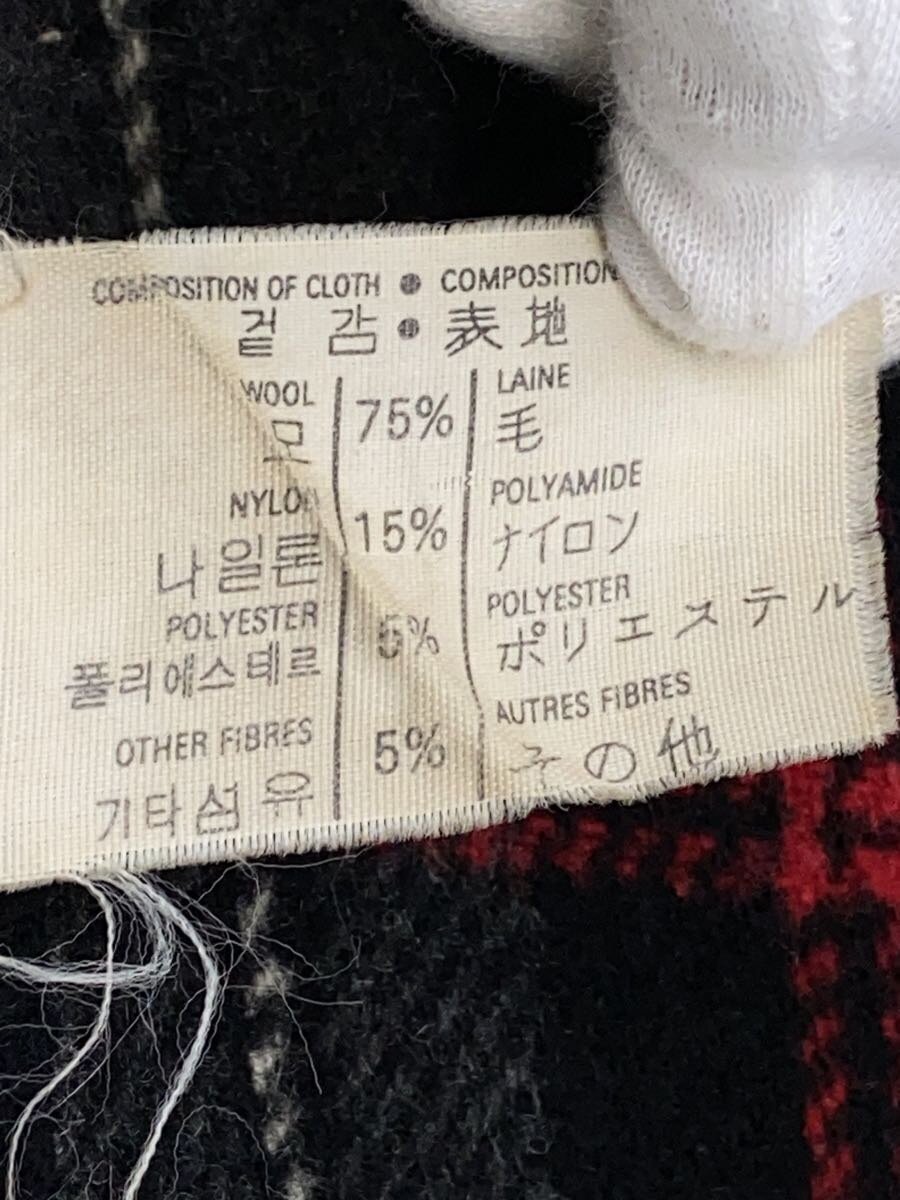 COMPOSITION OF CLOTH • COMPOSITION
겉 감 • 表地
WOOL 75% LAINE
모 毛
NYLON 15% POLYAMIDE
나일론 ナイロン
POLYESTER 5% POLYESTER
폴리에스테르 ポリエステル
OTHER FIBRES 5% AUTRES FIBRES
기타섬유 その他